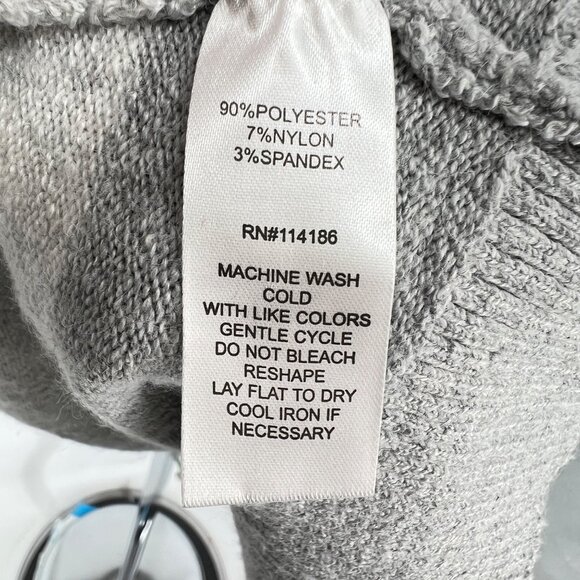 90%POLYESTER
7%NYLON
3%SPANDEX
RN#114186
MACHINE WASH
COLD
WITH LIKE COLORS
GENTLE CYCLE
DO NOT BLEACH
RESHAPE
LAY FLAT TO DRY
COOL IRON IF
NECESSARY